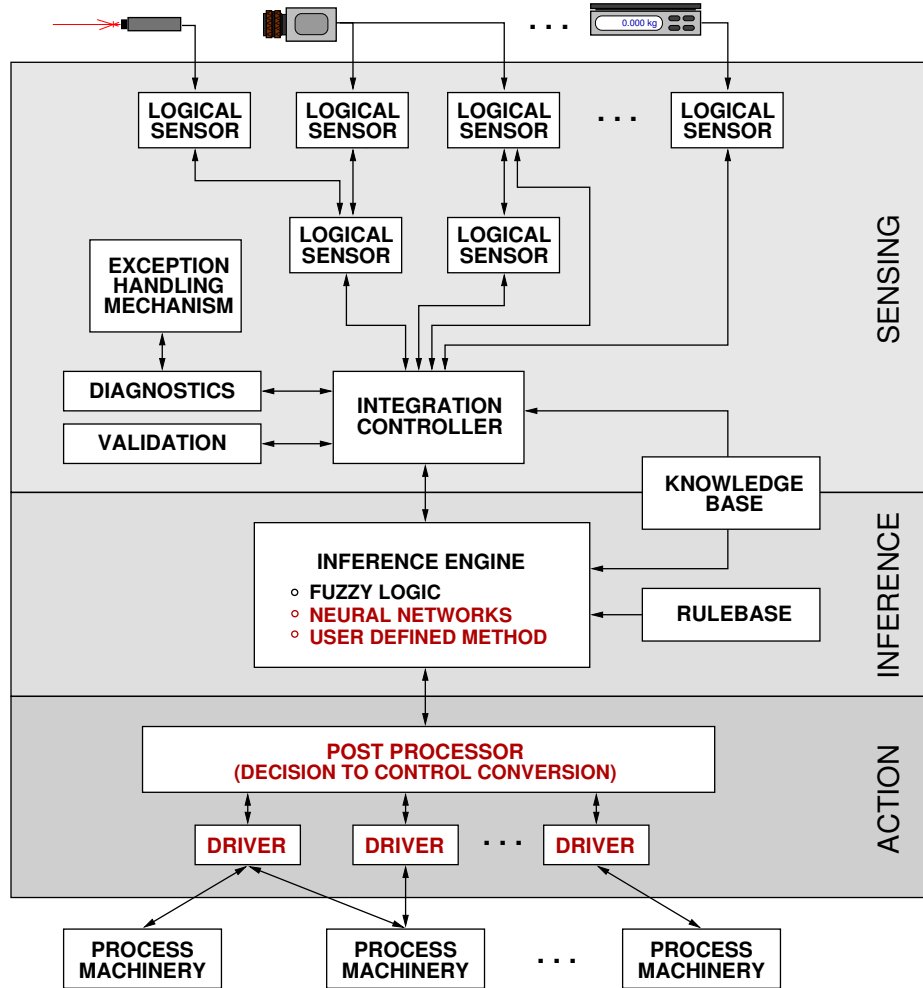 0.000 kg
LOGICAL
SENSOR
LOGICAL
SENSOR
LOGICAL
SENSOR
. . .
LOGICAL
SENSOR
LOGICAL
SENSOR
LOGICAL
SENSOR
EXCEPTION
HANDLING
MECHANISM
SENSING
DIAGNOSTICS
VALIDATION
INTEGRATION
CONTROLLER
KNOWLEDGE
BASE
INFERENCE ENGINE
FUZZY LOGIC
NEURAL NETWORKS
USER DEFINED METHOD
RULEBASE
INFERENCE
POST PROCESSOR
(DECISION TO CONTROL CONVERSION)
DRIVER
DRIVER
. . .
DRIVER
ACTION
PROCESS
MACHINERY
PROCESS
MACHINERY
. . .
PROCESS
MACHINERY